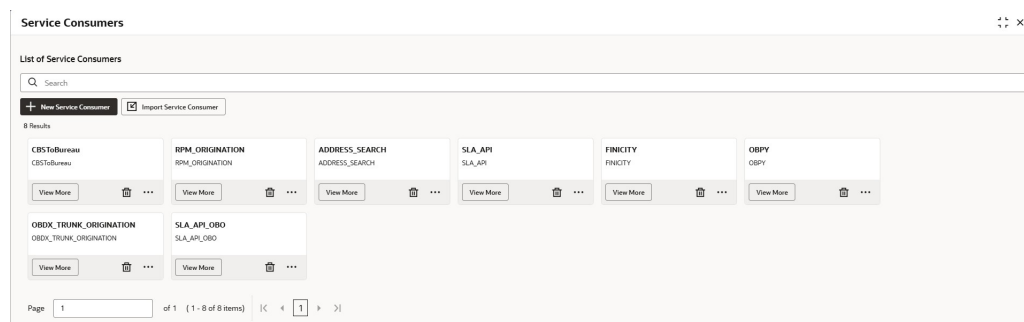 Service Consumers
List of Service Consumers
Search
New Service Consumer Import Service Consumer
8 Results
CBSToBureau RPM_ORIGINATION ADDRESS_SEARCH SLA_API FINICITY OBPY
CBSToBureau RPM_ORIGINATION ADDRESS_SEARCH SLA_API FINICITY OBPY
View More View More View More View More View More View More
OBDX_TRUNK_ORIGINATION SLA_API_OBO
OBDX_TRUNK_ORIGINATION SLA_API_OBO
View More View More
Page 1 of 1 (1 - 8 of 8 items) 1